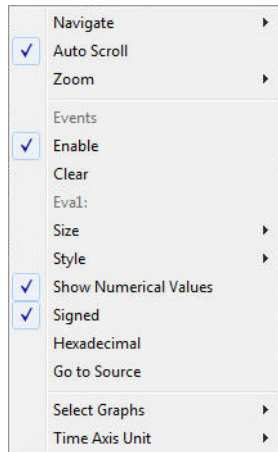 Navigate
Auto Scroll
Zoom
Events
Enable
Clear
Eva1:
Size
Style
Show Numerical Values
Signed
Hexadecimal
Go to Source
Select Graphs
Time Axis Unit